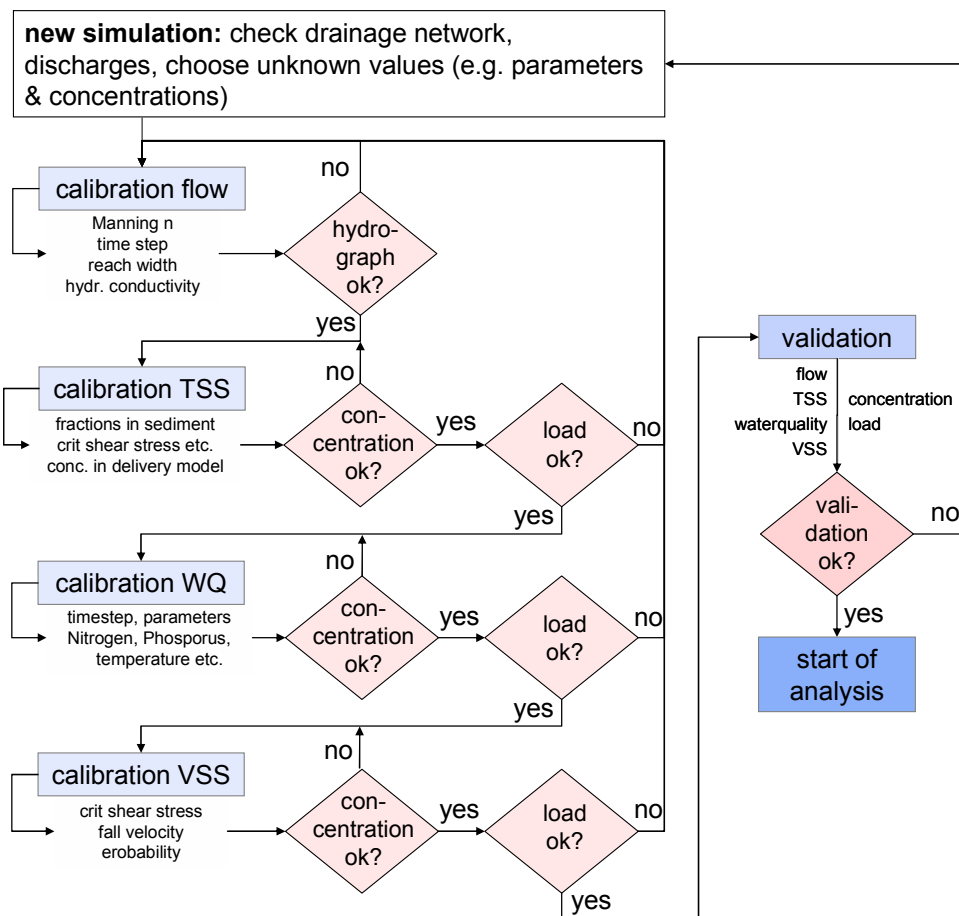 new simulation: check drainage network,
discharges, choose unknown values (e.g. parameters
& concentrations)
no
calibration flow
Manning n
time step
reach width
hydr. conductivity
hydro-
graph
ok?
yes
calibration TSS
fractions in sediment
crit shear stress etc.
conc. in delivery model
no
con-
centration
ok?
yes
load
ok?
no
yes
calibration WQ
timestep, parameters
Nitrogen, Phosporus,
temperature etc.
no
con-
centration
ok?
yes
load
ok?
no
yes
calibration VSS
crit shear stress
fall velocity
erobability
no
con-
centration
ok?
yes
load
ok?
no
yes
validation
flow
TSS
waterquality
VSS
concentration
load
vali-
dation
ok?
no
yes
start of
analysis